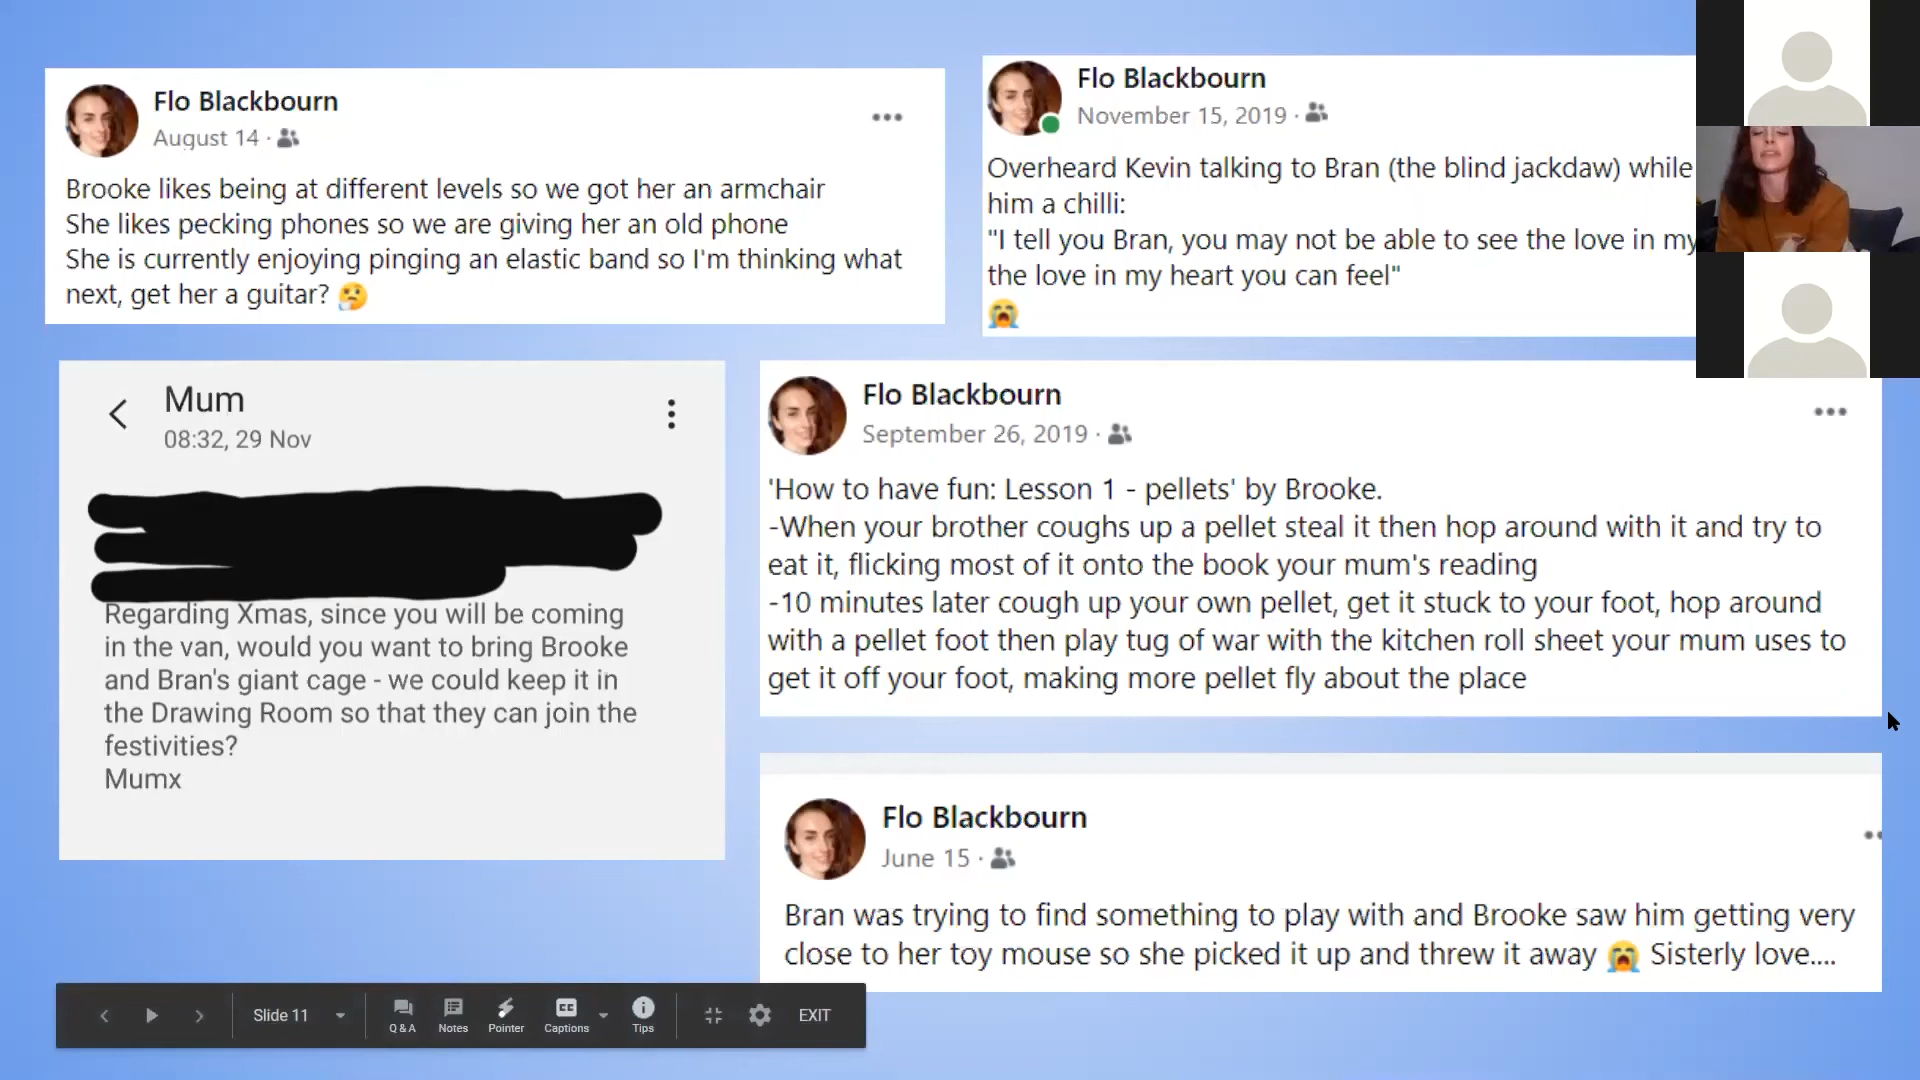 Flo Blackbourn
August 14 ·
Brooke likes being at different levels so we got her an armchair
She likes pecking phones so we are giving her an old phone
She is currently enjoying pinging an elastic band so I'm thinking what
next, get her a guitar? 🤔
Flo Blackbourn
November 15, 2019 ·
Overheard Kevin talking to Bran (the blind jackdaw) while
him a chilli:
"I tell you Bran, you may not be able to see the love in my
the love in my heart you can feel"
😭
Mum
08:32, 29 Nov
Regarding Xmas, since you will be coming
in the van, would you want to bring Brooke
and Bran's giant cage - we could keep it in
the Drawing Room so that they can join the
festivities?
Mumx
Flo Blackbourn
September 26, 2019 ·
'How to have fun: Lesson 1 - pellets' by Brooke.
-When your brother coughs up a pellet steal it then hop around with it and try to
eat it, flicking most of it onto the book your mum's reading
-10 minutes later cough up your own pellet, get it stuck to your foot, hop around
with a pellet foot then play tug of war with the kitchen roll sheet your mum uses to
get it off your foot, making more pellet fly about the place
Flo Blackbourn
June 15 ·
Bran was trying to find something to play with and Brooke saw him getting very
close to her toy mouse so she picked it up and threw it away 😭 Sisterly love....
Slide 11
Q & A
Notes
Pointer
CC
Captions
Tips
EXIT